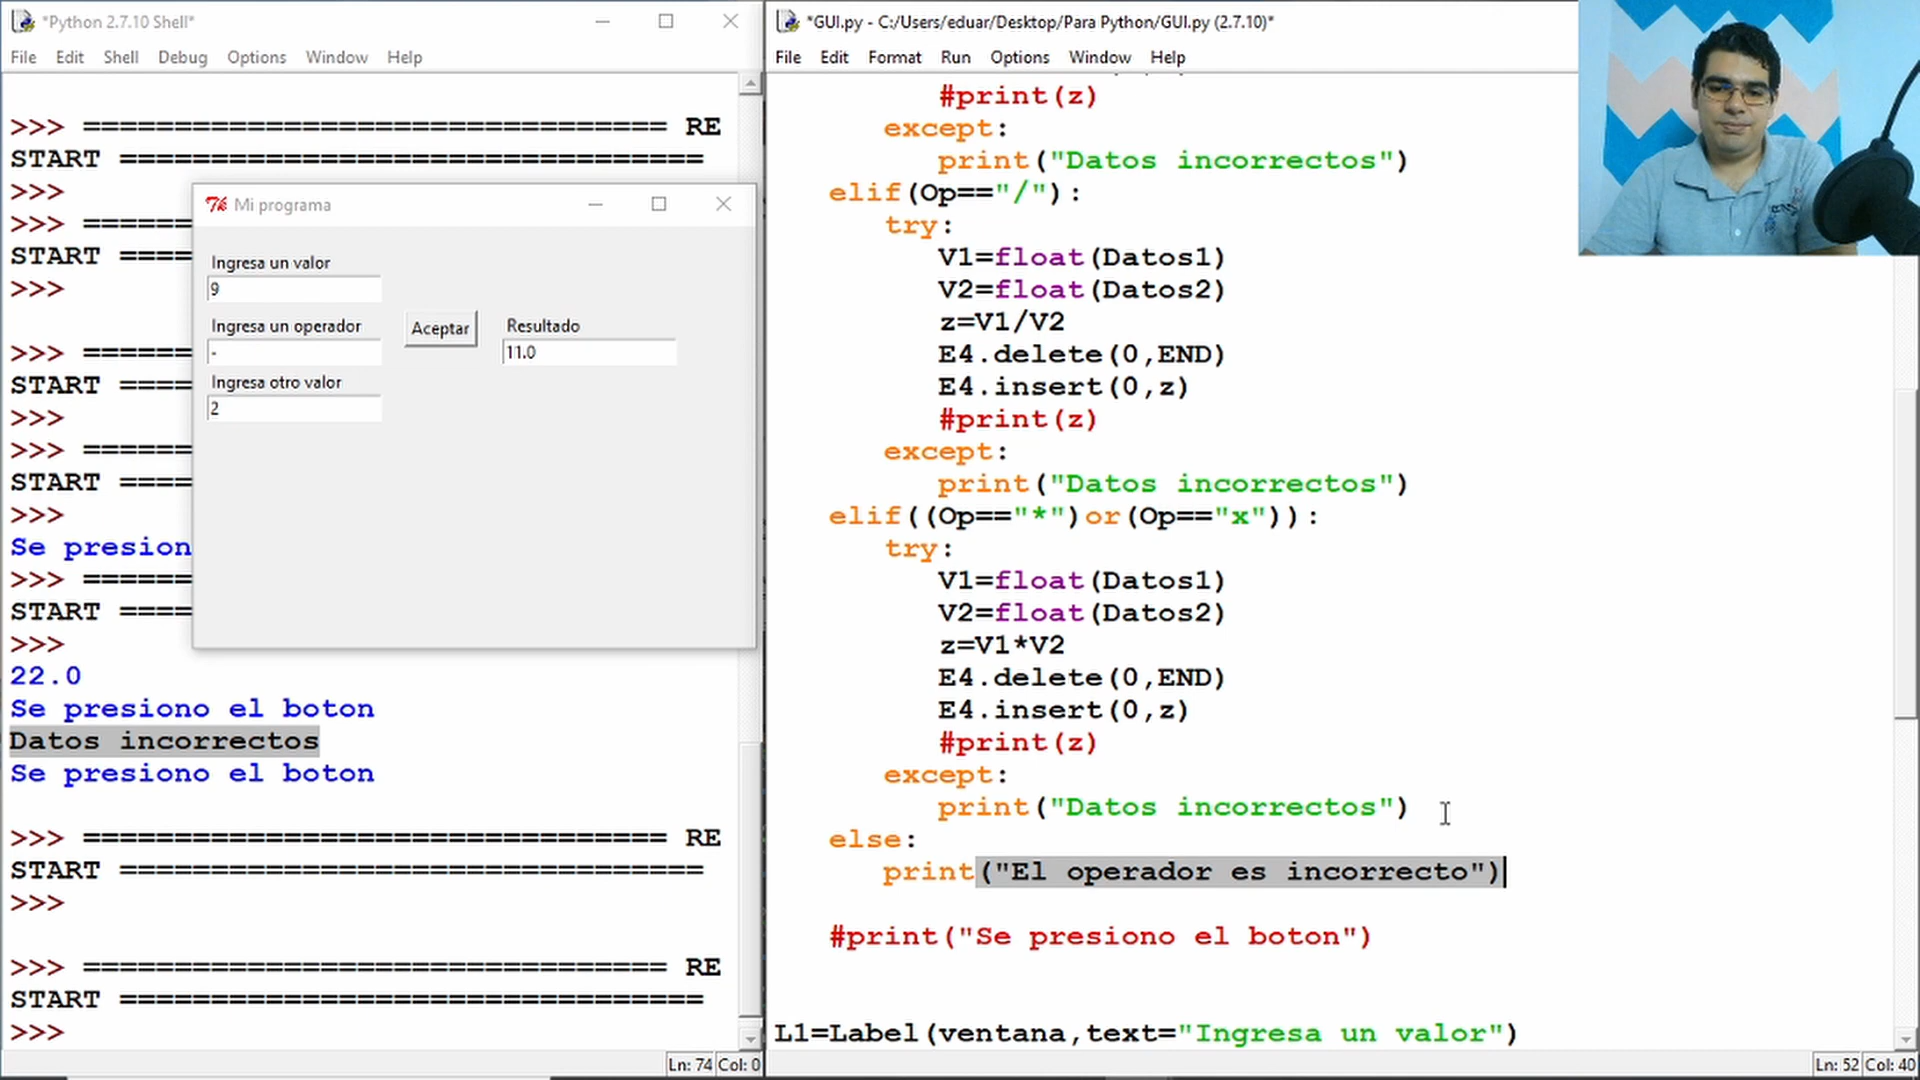 *Python 2.7.10 Shell*
File Edit Shell Debug Options Window Help
>>> ================================ RE
START ================================
>>>
>>> ======
START ====
>>>
>>> ======
START ====
>>>
>>> ======
START ====
>>>
Se presion
>>> ======
START ====
>>>
22.0
Se presiono el boton
Datos incorrectos
Se presiono el boton
>>> ================================ RE
START ================================
>>>
>>> ================================ RE
START ================================
>>>
Ln: 74 Col: 0
Mi programa
Ingresa un valor
9
Ingresa un operador
-
Ingresa otro valor
2
Aceptar
Resultado
11.0
*GUI.py - C:/Users/eduar/Desktop/Para Python/GUI.py (2.7.10)*
File Edit Format Run Options Window Help
#print(z)
except:
print("Datos incorrectos")
elif(Op=="/"):
try:
V1=float(Datos1)
V2=float(Datos2)
z=V1/V2
E4.delete(0,END)
E4.insert(0,z)
#print(z)
except:
print("Datos incorrectos")
elif((Op=="*")or(Op=="x")):
try:
V1=float(Datos1)
V2=float(Datos2)
z=V1*V2
E4.delete(0,END)
E4.insert(0,z)
#print(z)
except:
print("Datos incorrectos")
else:
print("El operador es incorrecto")
#print("Se presiono el boton")
L1=Label(ventana,text="Ingresa un valor")
Ln: 52 Col: 40